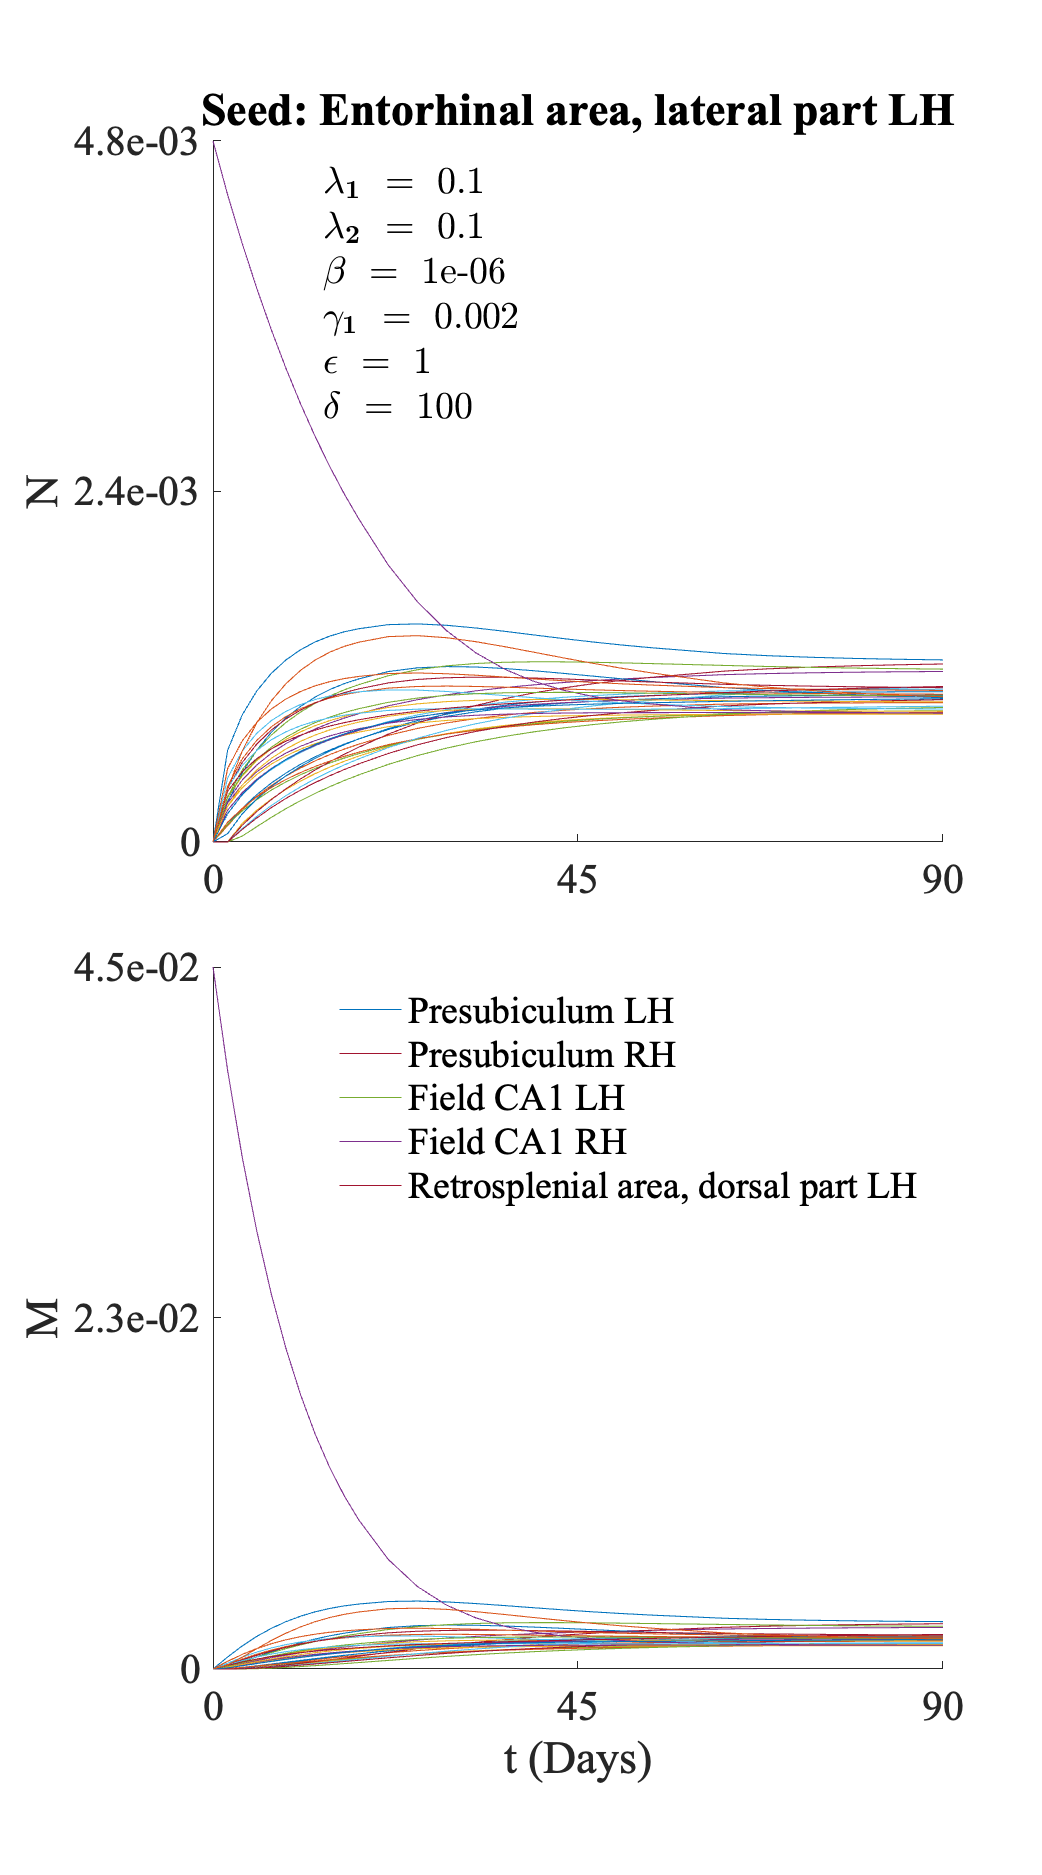 Seed: Entorhinal area, lateral part LH
4.8e-03
λ₁ = 0.1
λ₂ = 0.1
β = 1e-06
γ₁ = 0.002
ϵ = 1
δ = 100
N
2.4e-03
0
0 45 90
4.5e-02
Presubiculum LH
Presubiculum RH
Field CA1 LH
Field CA1 RH
Retrosplenial area, dorsal part LH
M
2.3e-02
0
0 45 90
t (Days)